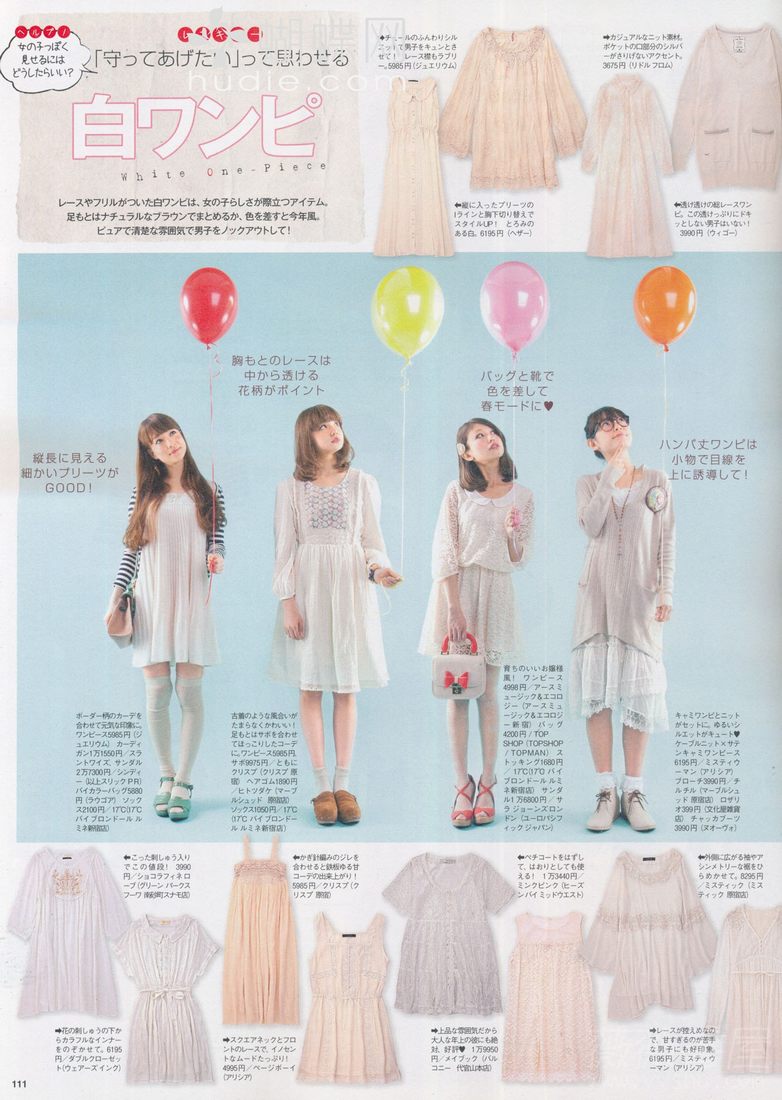 ヘルプ!
女の子っぽく
見せるには
どうしたらいい?
「守ってあげたい」って思わせる
蝴蝶网
hudie.com
白ワンピ
White One-Piece
レースやフリルがついた白ワンピは、女の子らしさが際立つアイテム。
足もとはナチュラルなブラウンでまとめるか、色を差すと今年風。
ピュアで清楚な雰囲気で男子をノックアウトして!
チュールのふんわりシル
エットで男子をキュンとさ
せて! レース襟もラブリ
ー。5985円(ジュエリウム)
カジュアルなニット素材。
ポケットの口部分のシルバ
ーがさりげないアクセント。
3675円(リドル フロム)
縦に入ったプリーツの
Iラインと胸下切り替えで
スタイルUP! とろみの
ある白。6195円(ヘザー)
透け透けの総レースワン
ピ。この透けっぷりにドキ
ッとしない男子はいない!
3990円(ウィゴー)
縦長に見える
細かいプリーツが
GOOD!
胸もとのレースは
中から透ける
花柄がポイント
バッグと靴で
色を差して
春モードに♥
ハンパ丈ワンピは
小物で目線を
上に誘導して!
ボーダー柄のカーデを
合わせて元気な印象に。
ワンピース5985円(ジ
ュエリウム) カーディ
ガン1万1550円/スラ
ントワイズ、サンダル
2万7300円/シンディ
ー(以上スリックPR)
バイカラーバッグ5880
円(ラウゴア) ソック
ス2100円/17℃(17℃
バイ ブロンドール ルミ
ネ新宿店)
古着のような風合いが
たまらなくかわいい!
足もとはサボを合わせ
てほっこりしたコーデ
に。ワンピース5985円、
サボ9975円/ともに
クリスプ(クリスプ 原
宿) ヘアゴム1890円
/ヒトツダケ(マーブ
ルシュッド 原宿店)
ソックス1050円/17℃
(17℃ バイ ブロンド
ール ルミネ新宿店)
育ちのいいお嬢様
風! ワンピース
4998円/アースミ
ュージック&エコロ
ジー(アースミュ
ージック&エコロジ
ー 新宿) バッグ
4200円/TOP
SHOP(TOPSHOP
/TOPMAN) スト
ッキング1680円
/17℃(17℃ バイ
ブロンドール ルミ
ネ新宿店) サンダ
ル1万6800円/サ
ラ ジョーンズロン
ドン(ユーロパシフ
ィック ジャパン)
キャミワンピとニット
がセットに。ゆるいシ
ルエットがキュート♥
ケーブルニット×サテ
ンキャミワンピース
6195円/ミスティウ
ーマン(アリシア)
ブローチ3990円/チ
ルチル(マーブルシュ
ッド 原宿店) ロザリ
オ399円(文化屋雑貨
店) チャッカブーツ
3990円(ヌオーヴォ)
こった刺しゅう入り
でこの値段! 3990
円/ショコラフィネ ロ
ーブ(グリーン パークス
フーワ 南砂町スナモ店)
かぎ針編みのジレを
合わせると鉄板ゆる甘
コーデの出来上がり!
5985円/クリスプ(ク
リスプ 原宿)
ペチコートをはずし
て、はおりとしても使
える! 1万3440円/
ミンクピンク(ヒーズ
ン バイ ミッドウエスト)
外側に広がる袖やア
シンメトリーな裾をひ
らめかせて。8295円
/ミスティック(ミス
ティック 原宿店)
花の刺しゅうの下か
らカラフルなインナー
をのぞかせて。6195
円/ダブルクローゼッ
ト(ウェアーズ インク)
スクエアネックとフ
ロントのレースで、イノセン
トなムードたっぷり!
4995円/ページボーイ
(アリシア)
上品な雰囲気だから
大人な年上の彼にも絶
対、好評♥ 1万9950
円/メイブック(バル
コニー 代官山本店)
レースが控えめなの
で、甘すぎるのが苦手
な男子にも好印象。
6195円/ミスティウー
マン(アリシア)
111